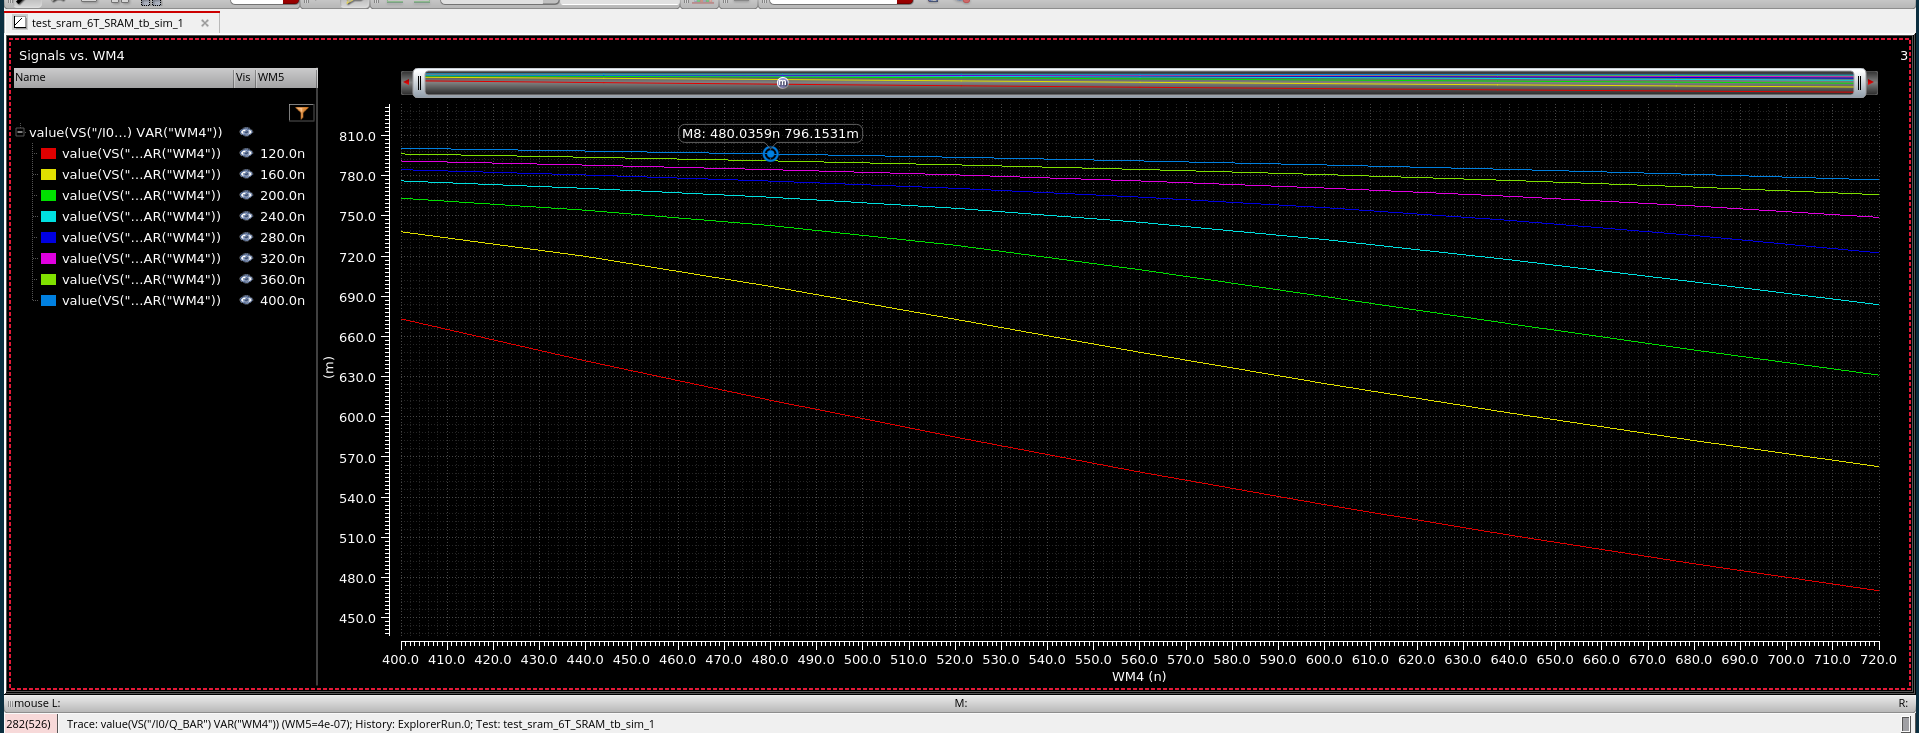 test_sram_6T_SRAM_tb_sim_1
Signals vs. WM4
3
Name Vis WM5
value(VS("/I0...) VAR("WM4"))
value(VS("...AR("WM4")) 120.0n
value(VS("...AR("WM4")) 160.0n
value(VS("...AR("WM4")) 200.0n
value(VS("...AR("WM4")) 240.0n
value(VS("...AR("WM4")) 280.0n
value(VS("...AR("WM4")) 320.0n
value(VS("...AR("WM4")) 360.0n
value(VS("...AR("WM4")) 400.0n
m
M8: 480.0359n 796.1531m
810.0
780.0
750.0
720.0
690.0
660.0
630.0
600.0
570.0
540.0
510.0
480.0
450.0
(m)
400.0 410.0 420.0 430.0 440.0 450.0 460.0 470.0 480.0 490.0 500.0 510.0 520.0 530.0 540.0 550.0 560.0 570.0 580.0 590.0 600.0 610.0 620.0 630.0 640.0 650.0 660.0 670.0 680.0 690.0 700.0 710.0 720.0
WM4 (n)
mouse L: M: R:
282(526) Trace: value(VS("/I0/Q_BAR") VAR("WM4")) (WM5=4e-07); History: ExplorerRun.0; Test: test_sram_6T_SRAM_tb_sim_1